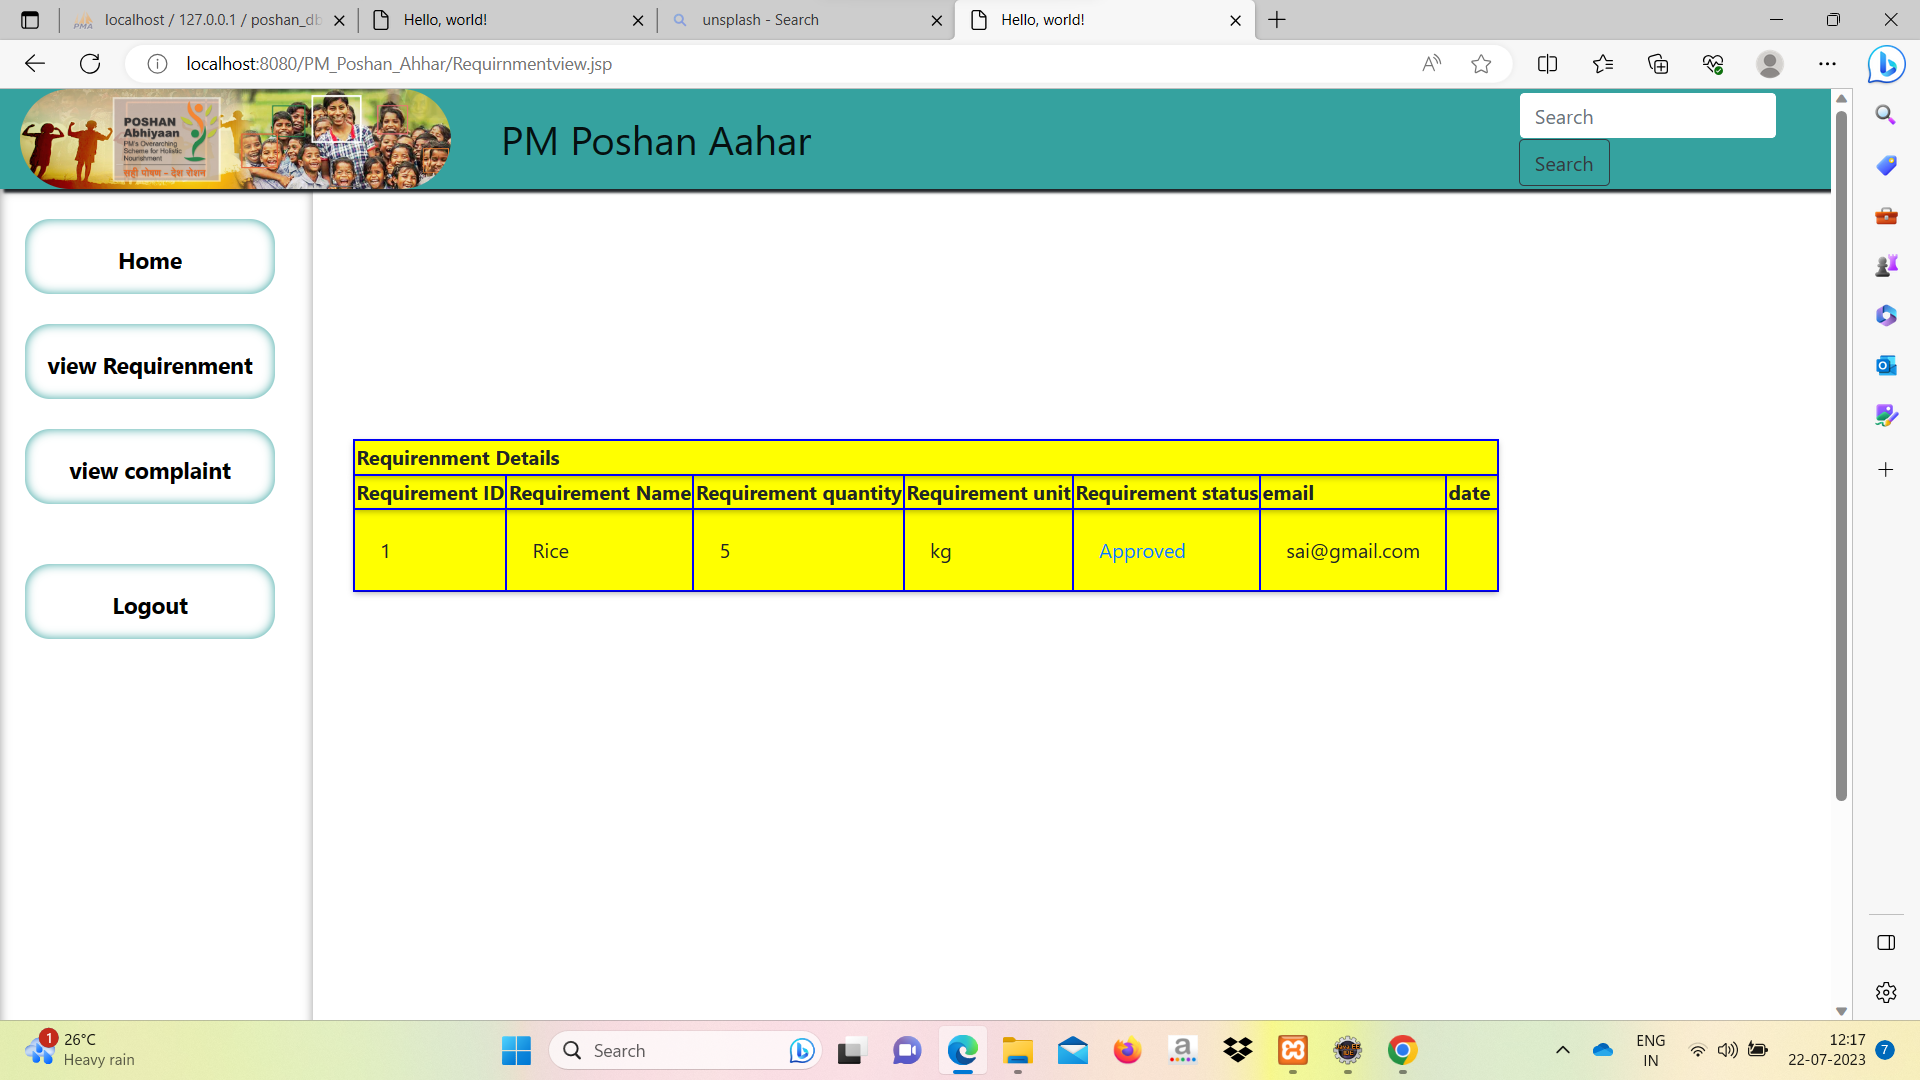 localhost / 127.0.0.1 / poshan_db
Hello, world!
unsplash - Search
Hello, world!
localhost:8080/PM_Poshan_Ahhar/Requirnmentview.jsp
POSHAN
Abhiyaan
PM's Overarching
Scheme for Holistic
Nourishment
सही पोषण - देश रोशन
PM Poshan Aahar
Search
Search
Home
view Requirenment
view complaint
Logout
Requirenment Details
Requirement ID Requirement Name Requirement quantity Requirement unit Requirement status email date
1 Rice 5 kg Approved sai@gmail.com
1
26°C
Heavy rain
Search
ENG
IN
12:17
22-07-2023
7